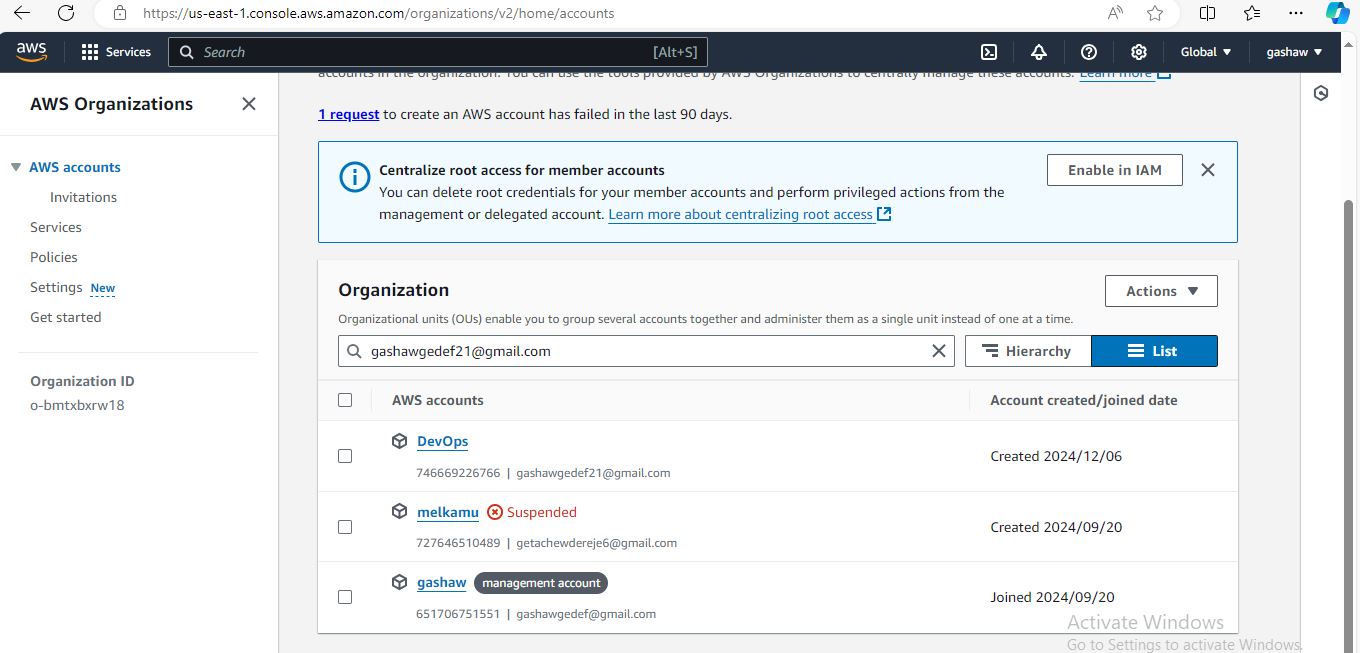 https://us-east-1.console.aws.amazon.com/organizations/v2/home/accounts
aws
Services
Search
[Alt+S]
Global
gashaw
AWS Organizations
AWS accounts
Invitations
Services
Policies
Settings New
Get started
Organization ID
o-bmtxbxrw18
accounts in the organization. You can use the tools provided by AWS Organizations to centrally manage these accounts. Learn more
1 request to create an AWS account has failed in the last 90 days.
Centralize root access for member accounts
You can delete root credentials for your member accounts and perform privileged actions from the
management or delegated account. Learn more about centralizing root access
Enable in IAM
Organization
Actions
Organizational units (OUs) enable you to group several accounts together and administer them as a single unit instead of one at a time.
gashawgedef21@gmail.com
Hierarchy
List
AWS accounts
Account created/joined date
DevOps
746669226766 | gashawgedef21@gmail.com
Created 2024/12/06
melkamu Suspended
727646510489 | getachewdereje6@gmail.com
Created 2024/09/20
gashaw management account
651706751551 | gashawgedef@gmail.com
Joined 2024/09/20
Activate Windows
Go to Settings to activate Windows.